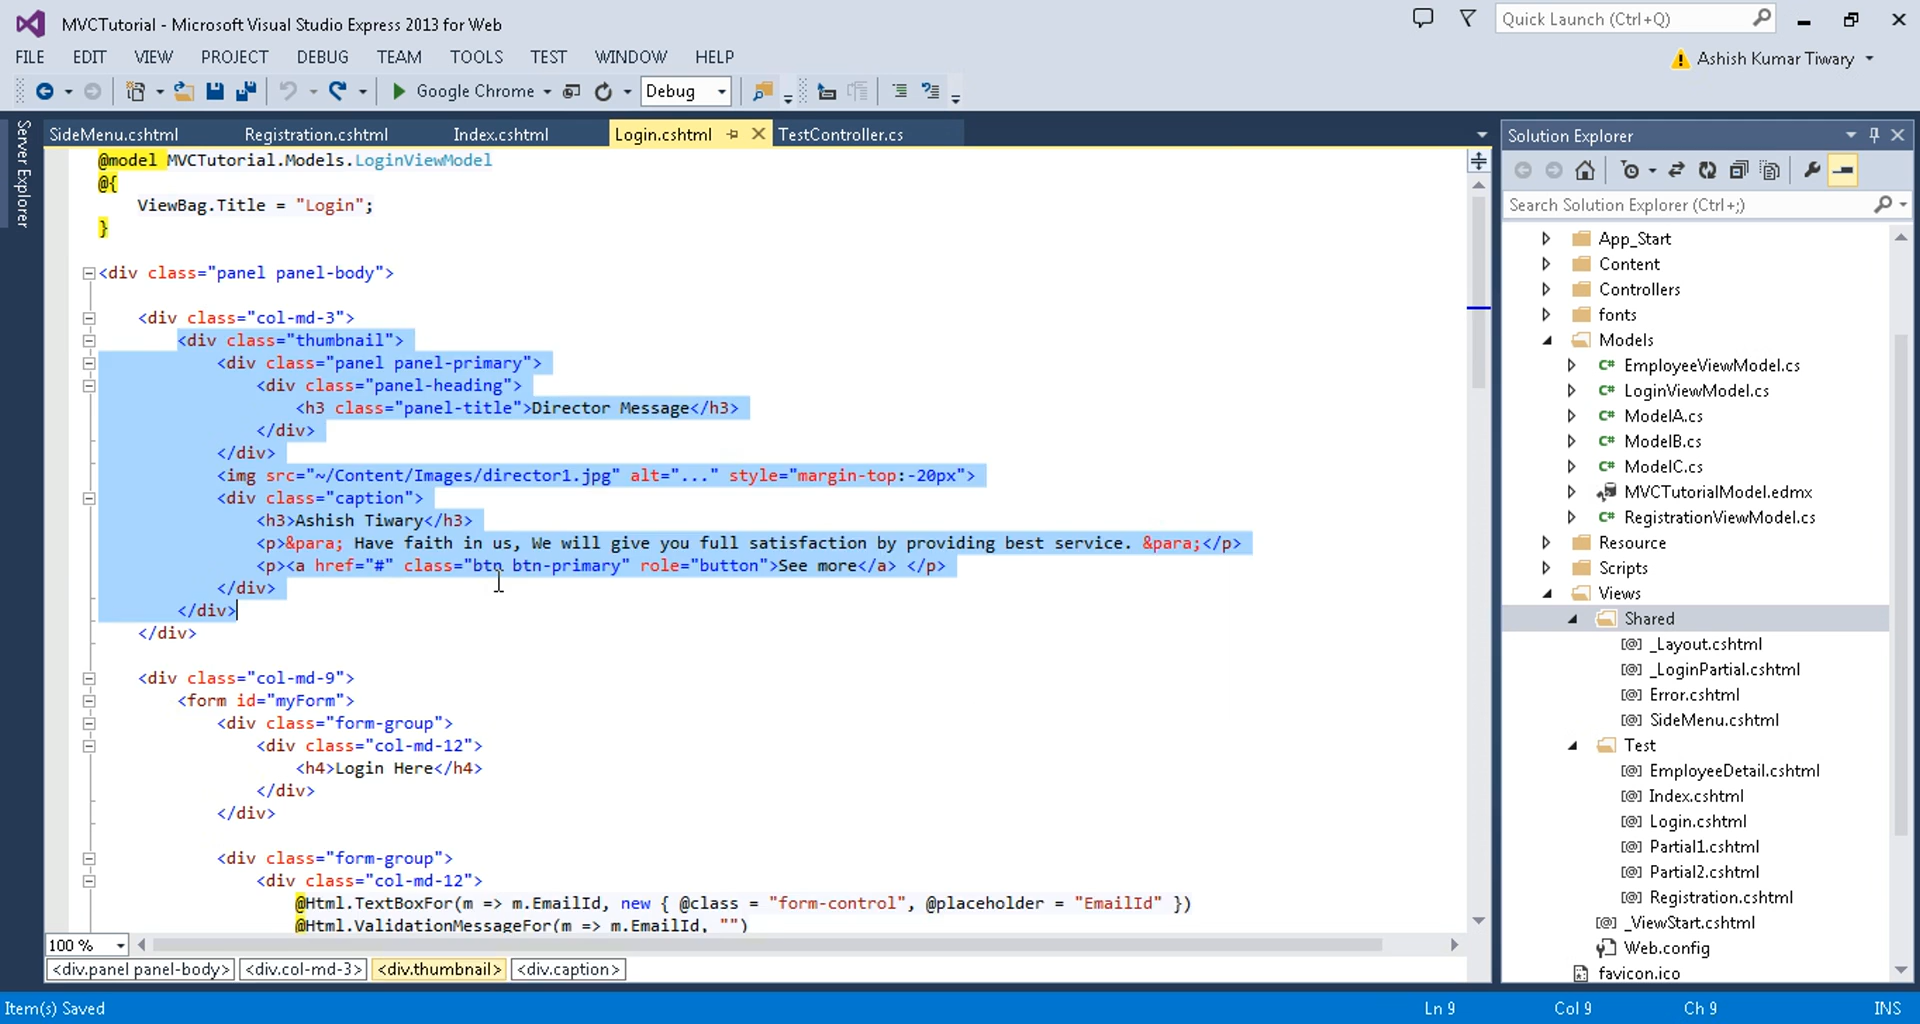 MVCTutorial - Microsoft Visual Studio Express 2013 for Web
Quick Launch (Ctrl+Q)
FILE EDIT VIEW PROJECT DEBUG TEAM TOOLS TEST WINDOW HELP
Ashish Kumar Tiwary
Google Chrome
Debug
Server Explorer
SideMenu.cshtml Registration.cshtml Index.cshtml Login.cshtml TestController.cs
@model MVCTutorial.Models.LoginViewModel
@{
ViewBag.Title = "Login";
}
<div class="panel panel-body">
<div class="col-md-3">
<div class="thumbnail">
<div class="panel panel-primary">
<div class="panel-heading">
<h3 class="panel-title">Director Message</h3>
</div>
</div>
<img src="~/Content/Images/director1.jpg" alt="..." style="margin-top:-20px">
<div class="caption">
<h3>Ashish Tiwary</h3>
<p>&para; Have faith in us, We will give you full satisfaction by providing best service. &para;</p>
<p><a href="#" class="btn btn-primary" role="button">See more</a> </p>
</div>
</div>
</div>
<div class="col-md-9">
<form id="myForm">
<div class="form-group">
<div class="col-md-12">
<h4>Login Here</h4>
</div>
</div>
<div class="form-group">
<div class="col-md-12">
@Html.TextBoxFor(m => m.EmailId, new { @class = "form-control", @placeholder = "EmailId" })
@Html.ValidationMessageFor(m => m.EmailId, "")
100 %
<div.panel panel-body> <div.col-md-3> <div.thumbnail> <div.caption>
Solution Explorer
Search Solution Explorer (Ctrl+;)
App_Start
Content
Controllers
fonts
Models
C# EmployeeViewModel.cs
C# LoginViewModel.cs
C# ModelA.cs
C# ModelB.cs
C# ModelC.cs
MVCTutorialModel.edmx
C# RegistrationViewModel.cs
Resource
Scripts
Views
Shared
[@] _Layout.cshtml
[@] _LoginPartial.cshtml
[@] Error.cshtml
[@] SideMenu.cshtml
Test
[@] EmployeeDetail.cshtml
[@] Index.cshtml
[@] Login.cshtml
[@] Partial1.cshtml
[@] Partial2.cshtml
[@] Registration.cshtml
[@] _ViewStart.cshtml
Web.config
favicon.ico
Item(s) Saved Ln 9 Col 9 Ch 9 INS